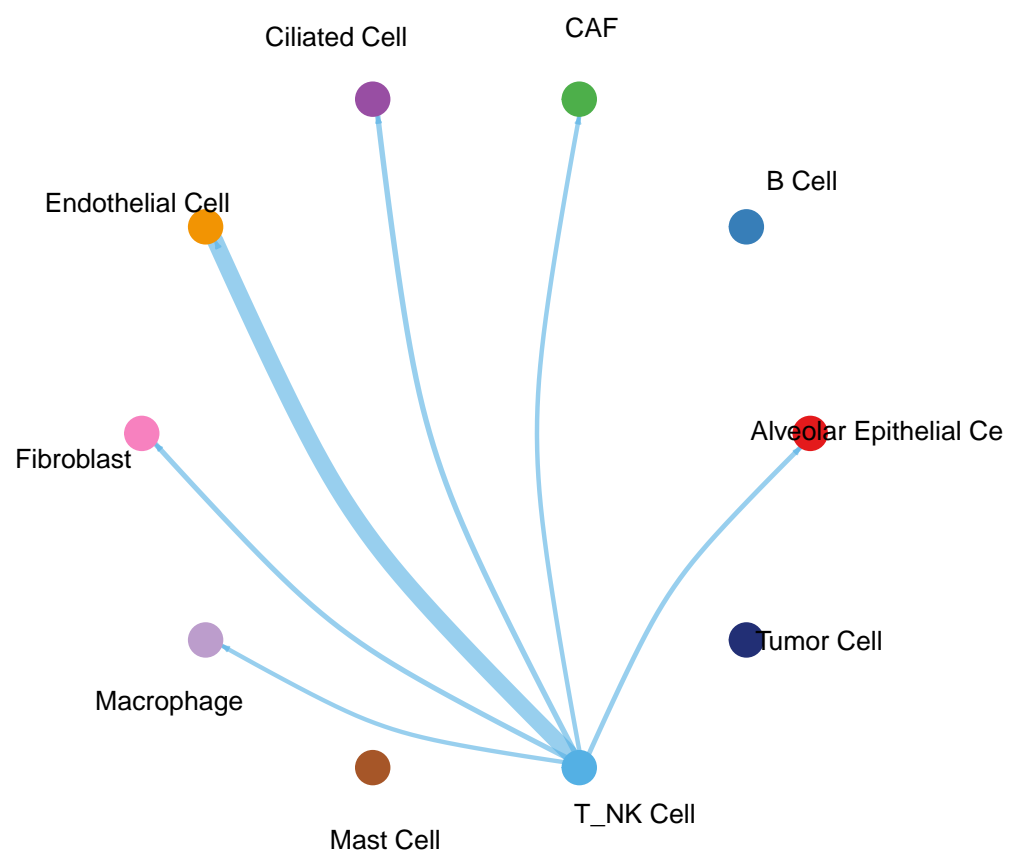 CAF
Ciliated Cell
B Cell
Endothelial Cell
Alveolar Epithelial Ce
Fibroblast
Tumor Cell
Macrophage
T_NK Cell
Mast Cell